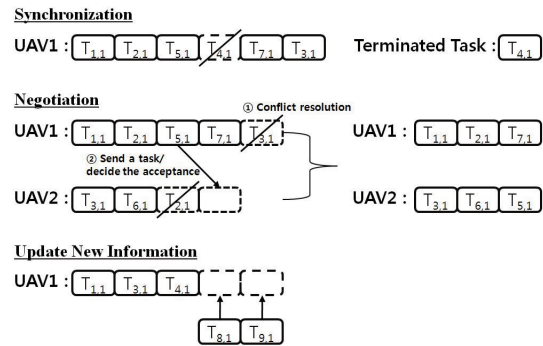 Synchronization
UAV1 : T1,1 T2,1 T5,1 T4,1 T7,1 T3,1 Terminated Task : T4,1
Negotiation
① Conflict resolution
UAV1 : T1,1 T2,1 T5,1 T7,1 T3,1 UAV1 : T1,1 T2,1 T7,1
② Send a task/
decide the acceptance
UAV2 : T3,1 T6,1 T2,1 UAV2 : T3,1 T6,1 T5,1
Update New Information
UAV1 : T1,1 T3,1 T4,1
T8,1 T9,1